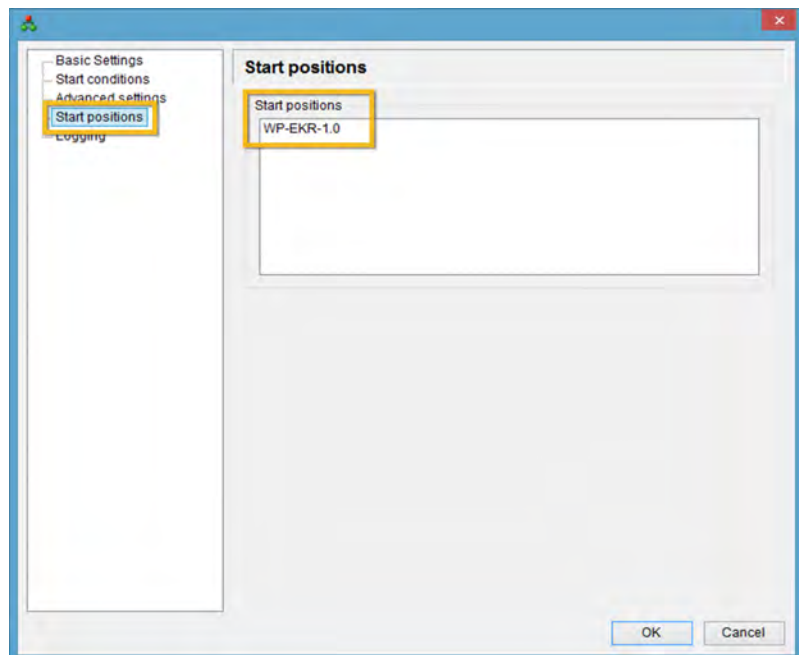 Basic Settings
Start conditions
Advanced settings
Start positions
Logging
Start positions
Start positions
WP-EKR-1.0
OK
Cancel